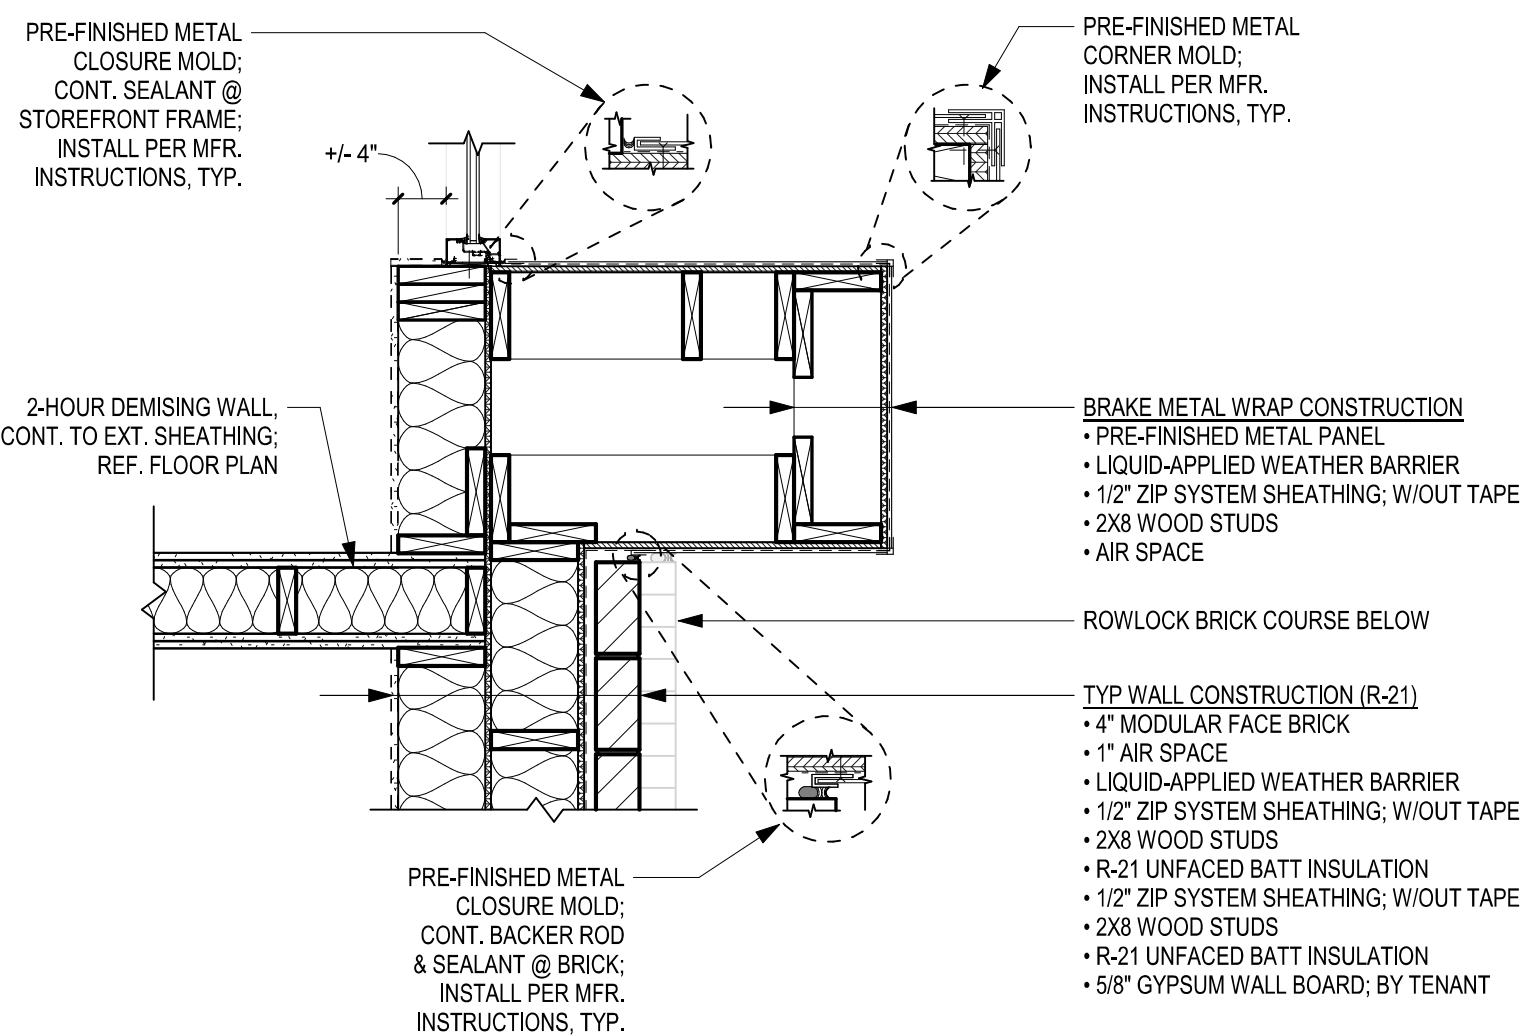 PRE-FINISHED METAL
CLOSURE MOLD;
CONT. SEALANT @
STOREFRONT FRAME;
INSTALL PER MFR.
INSTRUCTIONS, TYP.
+/- 4"
PRE-FINISHED METAL
CORNER MOLD;
INSTALL PER MFR.
INSTRUCTIONS, TYP.
2-HOUR DEMISING WALL,
CONT. TO EXT. SHEATHING;
REF. FLOOR PLAN
BRAKE METAL WRAP CONSTRUCTION
• PRE-FINISHED METAL PANEL
• LIQUID-APPLIED WEATHER BARRIER
• 1/2" ZIP SYSTEM SHEATHING; W/OUT TAPE
• 2X8 WOOD STUDS
• AIR SPACE
ROWLOCK BRICK COURSE BELOW
TYP WALL CONSTRUCTION (R-21)
• 4" MODULAR FACE BRICK
• 1" AIR SPACE
• LIQUID-APPLIED WEATHER BARRIER
• 1/2" ZIP SYSTEM SHEATHING; W/OUT TAPE
• 2X8 WOOD STUDS
• R-21 UNFACED BATT INSULATION
• 1/2" ZIP SYSTEM SHEATHING; W/OUT TAPE
• 2X8 WOOD STUDS
• R-21 UNFACED BATT INSULATION
• 5/8" GYPSUM WALL BOARD; BY TENANT
PRE-FINISHED METAL
CLOSURE MOLD;
CONT. BACKER ROD
& SEALANT @ BRICK;
INSTALL PER MFR.
INSTRUCTIONS, TYP.